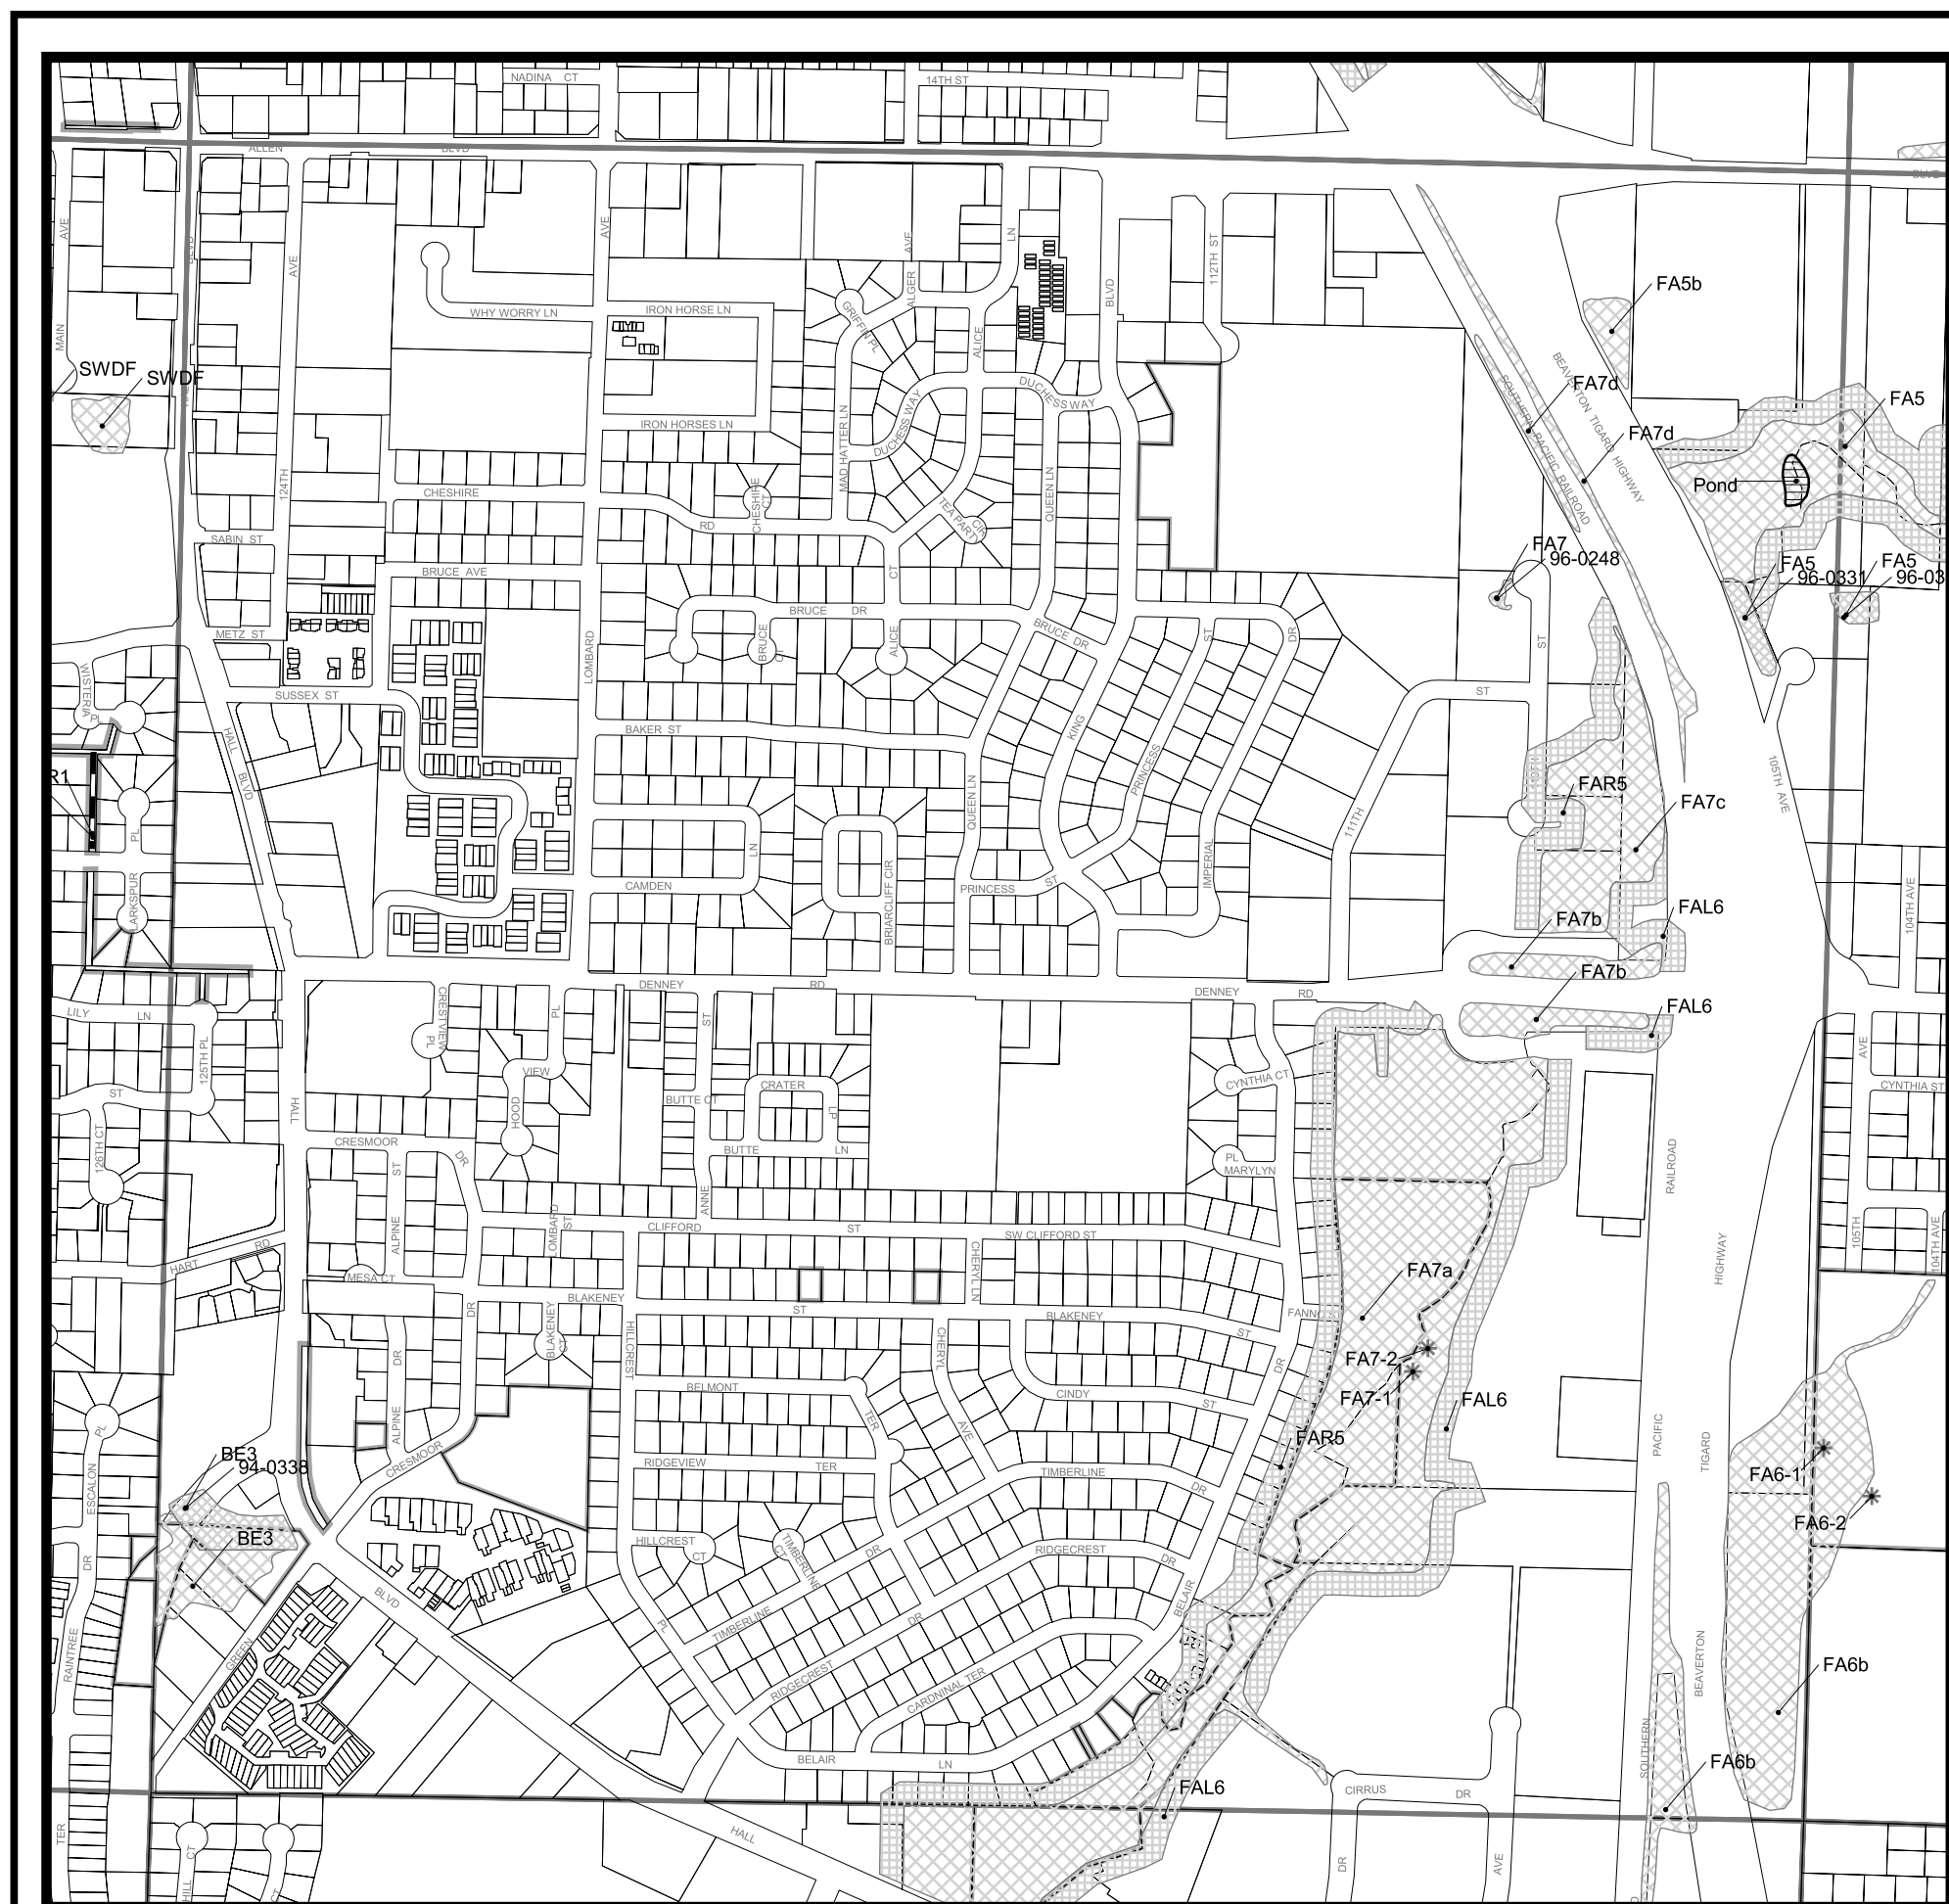 NADINA CT
14TH ST
ALLEN
BLVD
BLVD
AVE
BLVD
AVE
AVE
AVE
LN
BLVD
112TH ST
MAIN
WHY WORRY LN
IRON HORSE LN
GRIFFIN PL
ALGER
ALICE
FA5b
SWDF
SWDF
DUCHESS WAY
DUCHESS WAY
MAD HATTER LN
IRON HORSES LN
BEAVERTON TIGARD HIGHWAY
SOUTHERN PACIFIC RAILROAD
FA7d
FA7d
FA5
Pond
124TH
CHESHIRE
CHESHIRE CT
RD
TEA PARTY CIR
QUEEN LN
SABIN ST
BRUCE AVE
CT
FA7
96-0248
FA5
96-0331
FA5
96-03
BRUCE DR
BRUCE
ALICE
BRUCE DR
ST
DR
ST
METZ ST
LOMBARD
WISTERIA PL
SUSSEX ST
ST
BAKER ST
KING
PRINCESS
HALL BLVD
R1
PL
FAR5
FA7c
105TH AVE
QUEEN LN
111TH
LN
IMPERIAL
CAMDEN
PRINCESS ST
BRIARCLIFF CIR
LARKSPUR
104TH AVE
FAL6
FA7b
FA7b
FAL6
DENNEY RD
DENNEY RD
LILY LN
125TH PL
CRESTVIEW PL
PL
ST
VIEW
HOOD
CRATER
LP
BUTTE CT
CYNTHIA CT
AVE
CYNTHIA ST
ST
HALL
126TH CT
CRESMOOR DR
BUTTE LN
PL
MARYLYN
RAILROAD
ST
ALPINE
ANNE
LOMBARD ST
CLIFFORD ST
SW CLIFFORD ST
HART RD
MESA CT
CHERYL LN
105TH
104TH AVE
HIGHWAY
FA7a
BLAKENEY ST
BLAKENEY ST
FANN
DR
BLAKENEY CT
HILLCREST
CHERYL AVE
FA7-2
FA7-1
DR
DR
ALPINE
BELMONT TER
CINDY ST
FAL6
FAR5
PACIFIC
TIGARD
PL
ESCALON
CRESMOOR
RIDGEVIEW TER
TIMBERLINE DR
BE3
94-0338
BE3
FA6-1
FA6-2
HILLCREST CT
TIMBERLINE CT
DR
RIDGECREST DR
DR
RAINTREE
BLVD
PL
TIMBERLINE
DR
BELAIR
GREEN
RIDGECREST
CARDNINAL TER
FA6b
BEAVERTON
SOUTHERN
BELAIR LN
CIRRUS DR
FA6b
FAL6
HALL
TER
HILL CT
CT
DR
AVE